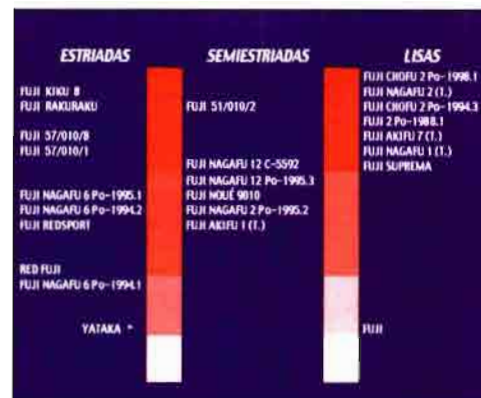 ESTRIADAS
FUJI KIKU 8
FUJI RAKURAKU
FUJI 57/010/8
FUJI 57/010/1
FUJI NAGAFU 6 Po-1995.1
FUJI NAGAFU 6 Po-1994.2
FUJI REDSPORT
RED FUJI
FUJI NAGAFU 6 Po-1994.1
YATAKA *
SEMIESTRIADAS
FUJI 51/010/2
FUJI NAGAFU 12 C-5592
FUJI NAGAFU 12 Po-1995.3
FUJI NOUÉ 9010
FUJI NAGAFU 2 Po-1995.2
FUJI AKIFU 1 (T.)
LISAS
FUJI CHOFU 2 Po-1998.1
FUJI NAGAFU 2 (T.)
FUJI CHOFU 2 Po-1994.3
FUJI 2 Po-1988.1
FUJI AKIFU 7 (T.)
FUJI NAGAFU 1 (T.)
FUJI SUPREMA
FUJI